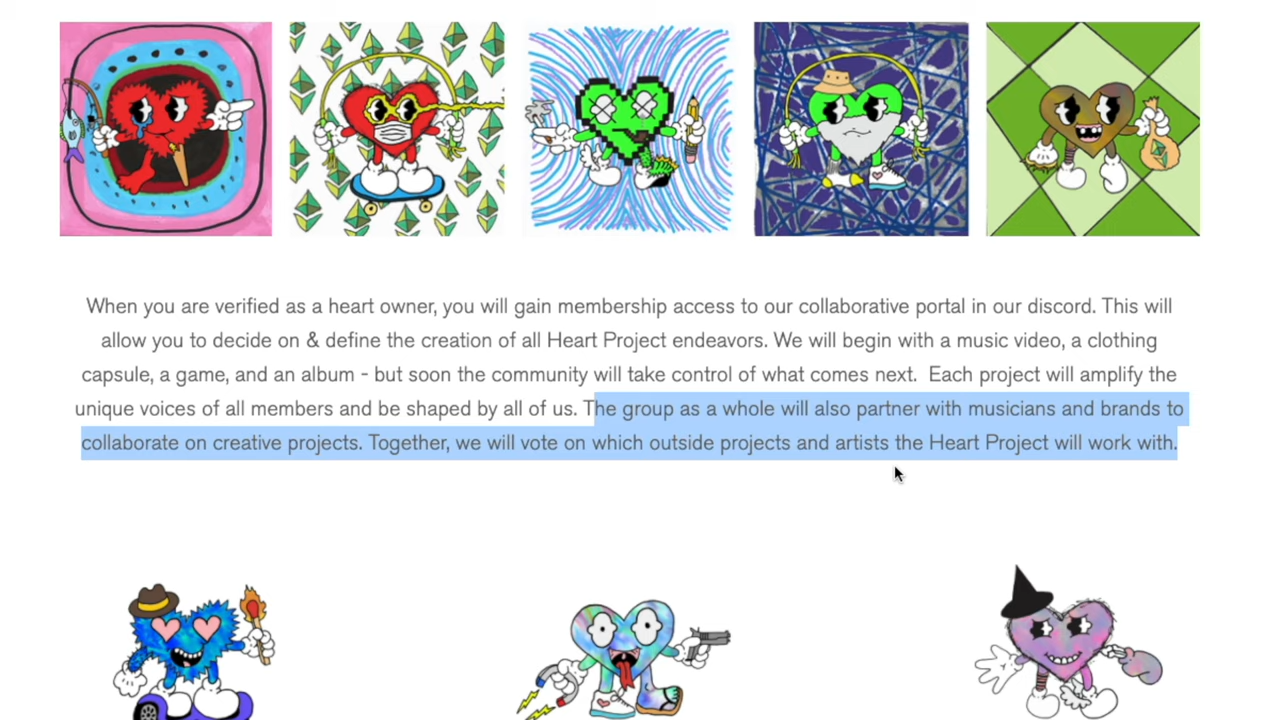 When you are verified as a heart owner, you will gain membership access to our collaborative portal in our discord. This will
allow you to decide on & define the creation of all Heart Project endeavors. We will begin with a music video, a clothing
capsule, a game, and an album - but soon the community will take control of what comes next.  Each project will amplify the
unique voices of all members and be shaped by all of us. The group as a whole will also partner with musicians and brands to
collaborate on creative projects. Together, we will vote on which outside projects and artists the Heart Project will work with.